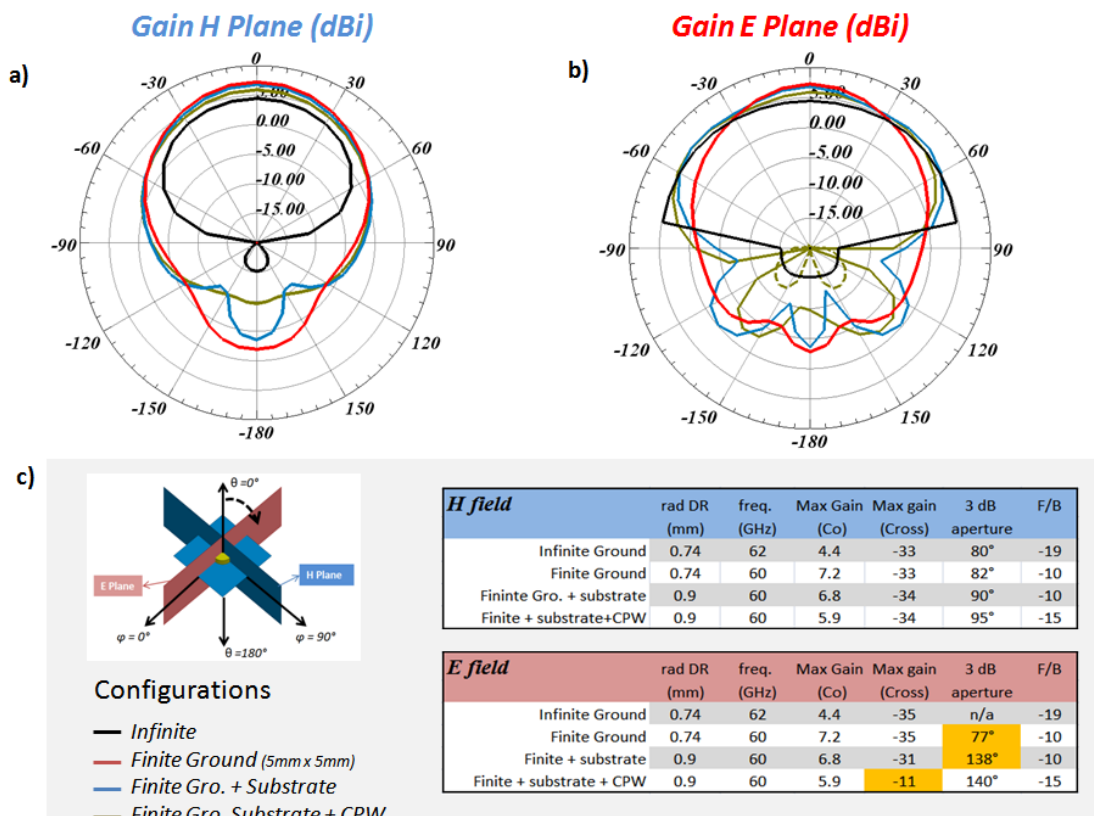 Gain H Plane (dBi)
Gain E Plane (dBi)
a)
0
-30
30
-60
60
-90
90
-120
120
-150
150
-180
5.00
0.00
-5.00
-10.00
-15.00
b)
0
-30
30
-60
60
-90
90
-120
120
-150
150
-180
5.00
0.00
-5.00
-10.00
-15.00
c)
θ=0°
E Plane
H Plane
φ = 0°
θ=180°
φ = 90°
Configurations
Infinite
Finite Ground (5mm x 5mm)
Finite Gro. + Substrate
Finite Gro. Substrate + CPW
H field rad DR (mm) freq. (GHz) Max Gain (Co) Max gain (Cross) 3 dB aperture F/B
Infinite Ground 0.74 62 4.4 -33 80° -19
Finite Ground 0.74 60 7.2 -33 82° -10
Fininte Gro. + substrate 0.9 60 6.8 -34 90° -10
Finite + substrate+CPW 0.9 60 5.9 -34 95° -15
E field rad DR (mm) freq. (GHz) Max Gain (Co) Max gain (Cross) 3 dB aperture F/B
Infinite Ground 0.74 62 4.4 -35 n/a -19
Finite Ground 0.74 60 7.2 -35 77° -10
Finite + substrate 0.9 60 6.8 -31 138° -10
Finite + substrate + CPW 0.9 60 5.9 -11 140° -15